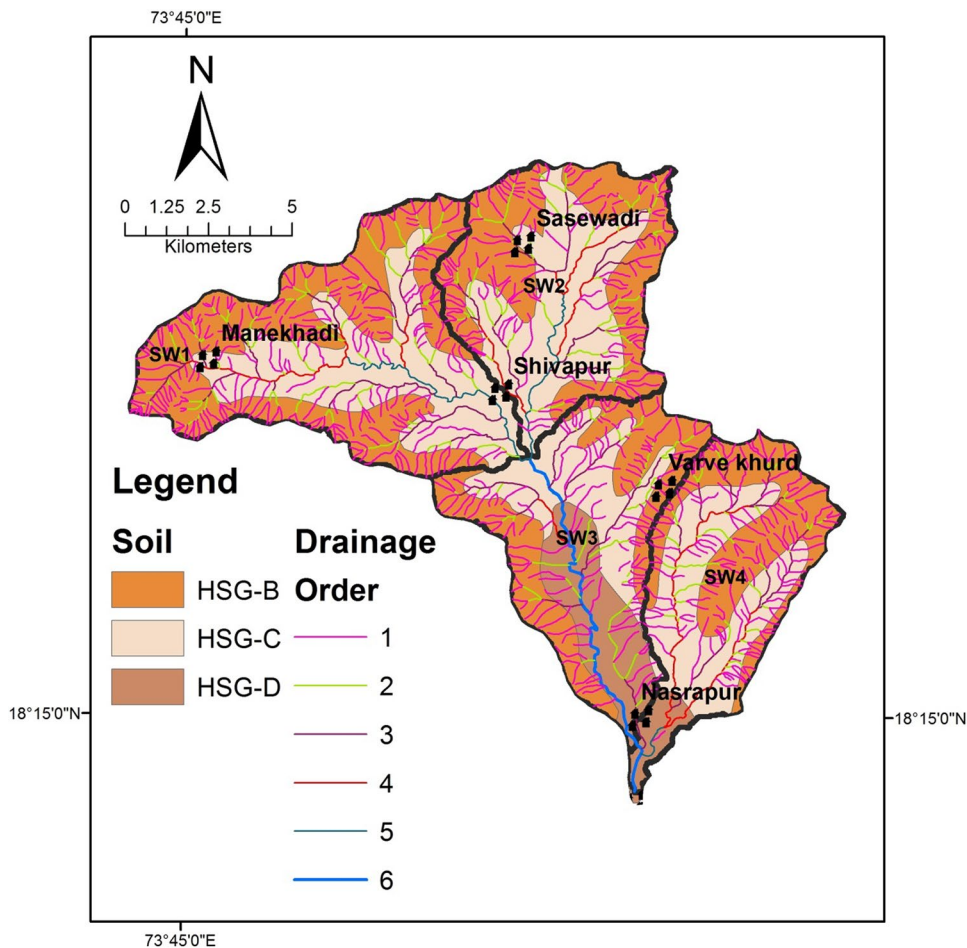 73°45'0"E
N
0 1.25 2.5 5
Kilometers
Sasewadi
SW2
Manekhadi
SW1
Shivapur
Varve khurd
SW3
SW4
Nasrapur
Legend
Soil
HSG-B
HSG-C
HSG-D
Drainage
Order
1
2
3
4
5
6
18°15'0"N
18°15'0"N
73°45'0"E